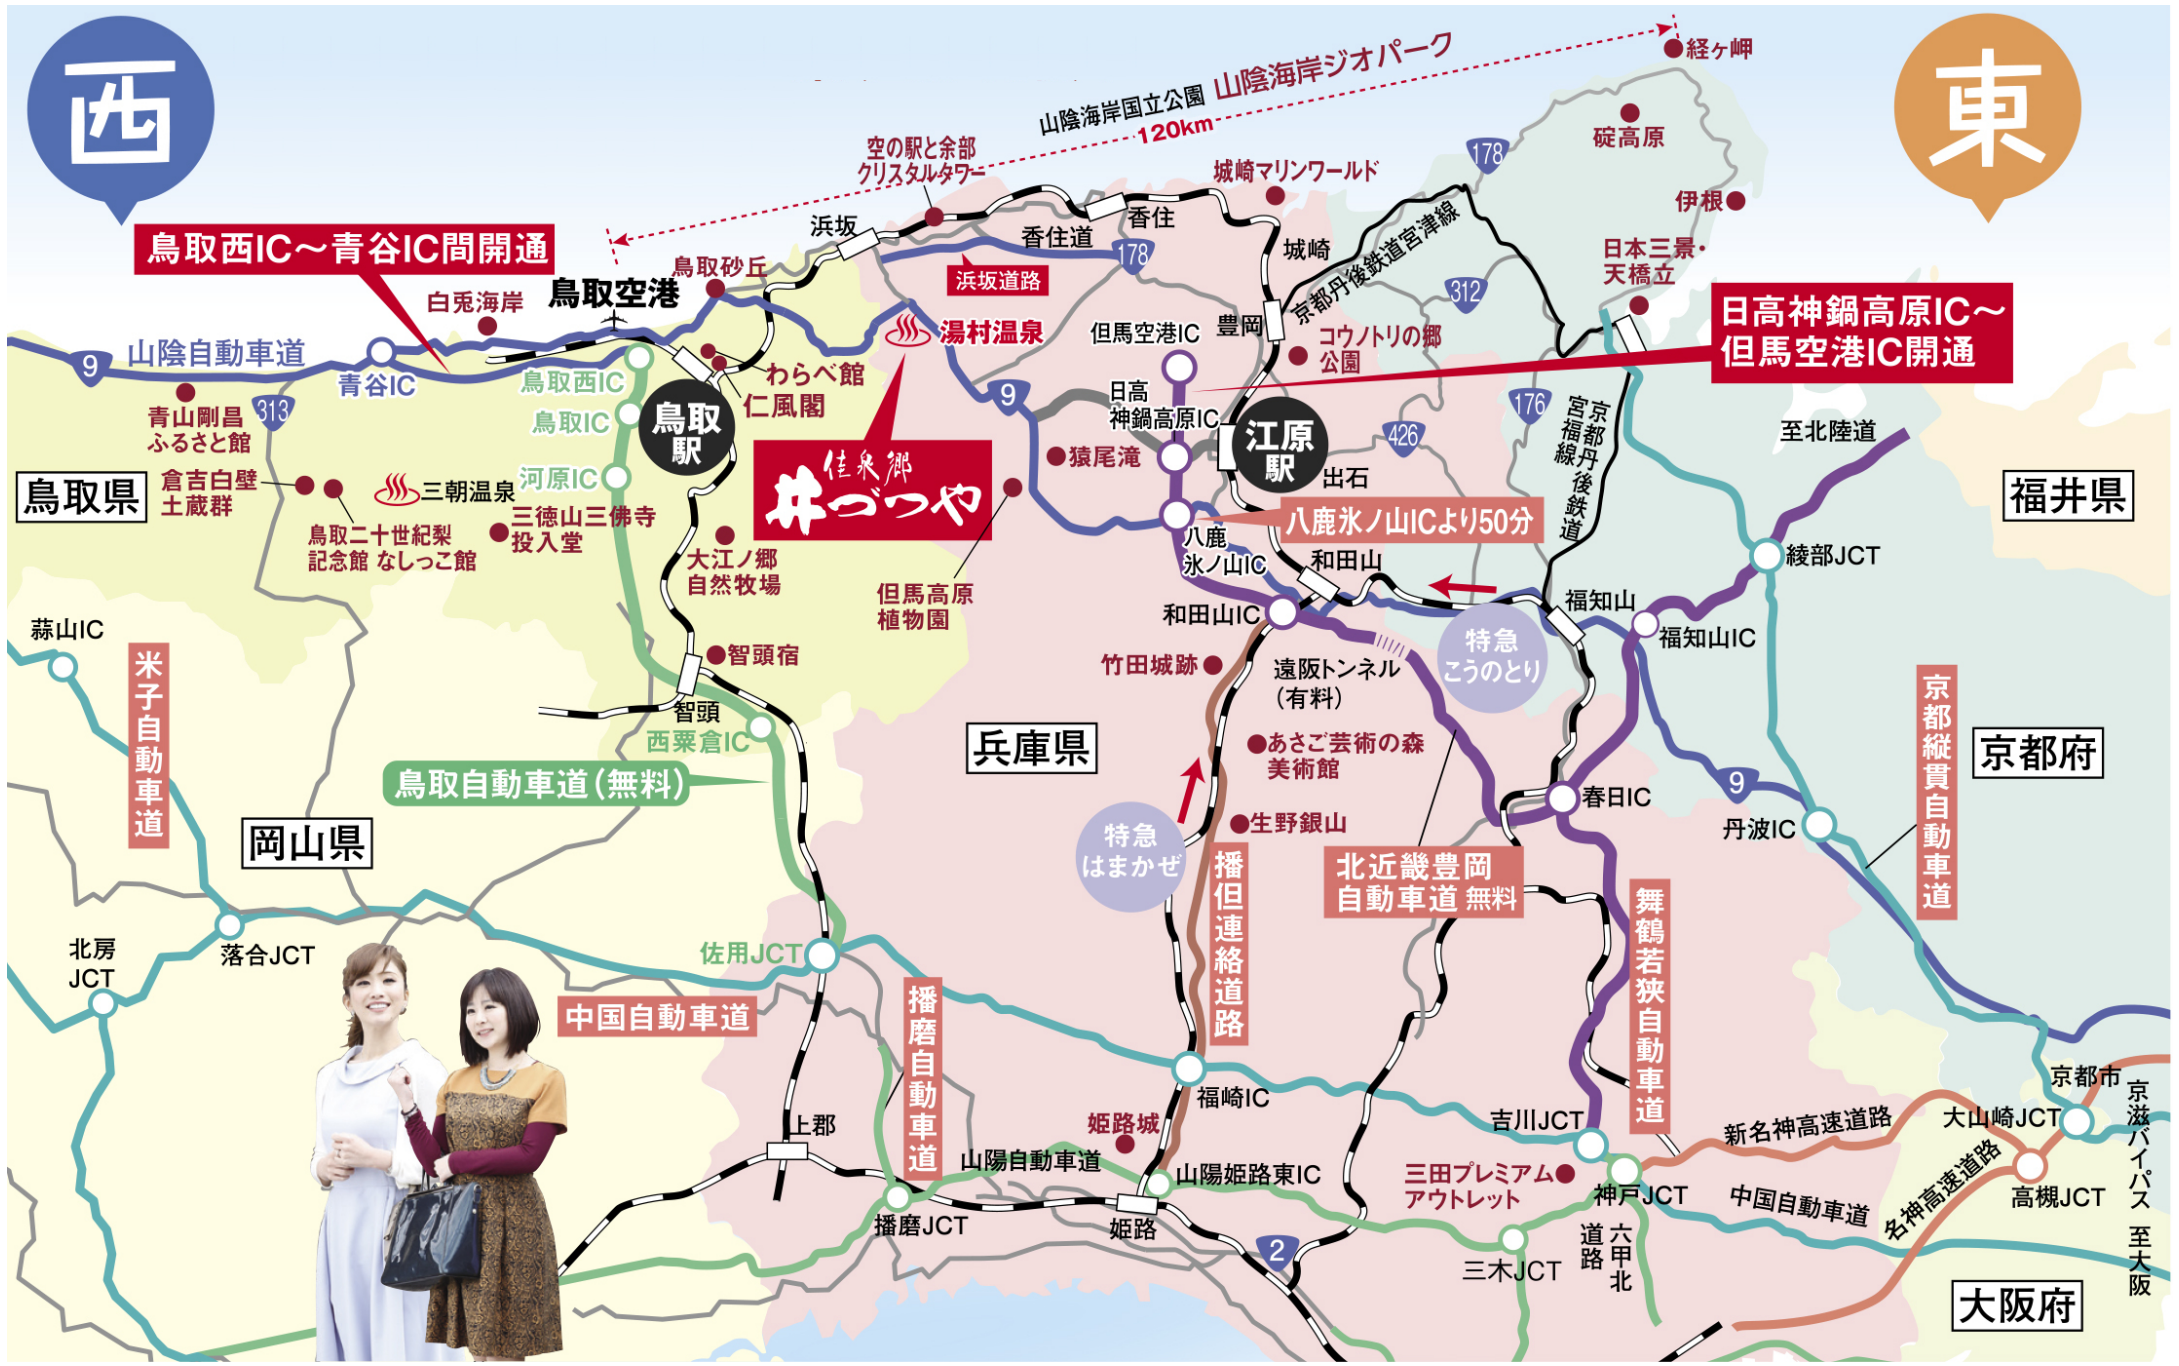 西
東
山陰海岸国立公園 山陰海岸ジオパーク
120km
経ヶ岬
碇高原
伊根
日本三景・
天橋立
空の駅と余部
クリスタルタワー
城崎マリンワールド
浜坂
香住
香住道
178
178
浜坂道路
城崎
京都丹後鉄道宮津線
312
豊岡
コウノトリの郷
公園
鳥取西IC～青谷IC間開通
白兎海岸
鳥取空港
鳥取砂丘
9
山陰自動車道
青谷IC
鳥取西IC
鳥取IC
河原IC
わらべ館
仁風閣
鳥取
駅
湯村温泉
佳泉郷
井づつや
但馬空港IC
日高
神鍋高原IC
9
日高神鍋高原IC～
但馬空港IC開通
176
426
京都丹後鉄道
宮福線
至北陸道
青山剛昌
ふるさと館
313
倉吉白壁
土蔵群
鳥取県
三朝温泉
鳥取二十世紀梨
記念館 なしっこ館
三徳山三佛寺
投入堂
大江ノ郷
自然牧場
猿尾滝
但馬高原
植物園
江原
駅
出石
八鹿氷ノ山ICより50分
八鹿
氷ノ山IC
和田山
和田山IC
福井県
綾部JCT
福知山
福知山IC
特急
こうのとり
遠阪トンネル
(有料)
竹田城跡
蒜山IC
米子自動車道
智頭宿
智頭
西粟倉IC
鳥取自動車道(無料)
岡山県
兵庫県
あさご芸術の森
美術館
生野銀山
特急
はまかぜ
播但連絡道路
北近畿豊岡
自動車道 無料
春日IC
9
丹波IC
京都縦貫自動車道
京都府
舞鶴若狭自動車道
北房
JCT
落合JCT
佐用JCT
中国自動車道
播磨自動車道
福崎IC
上郡
姫路城
山陽自動車道
山陽姫路東IC
播磨JCT
姫路
2
吉川JCT
三田プレミアム
アウトレット
神戸JCT
三木JCT
六甲北
道路
新名神高速道路
中国自動車道
名神高速道路
京都市
大山崎JCT
高槻JCT
京滋バイパス
至大阪
大阪府